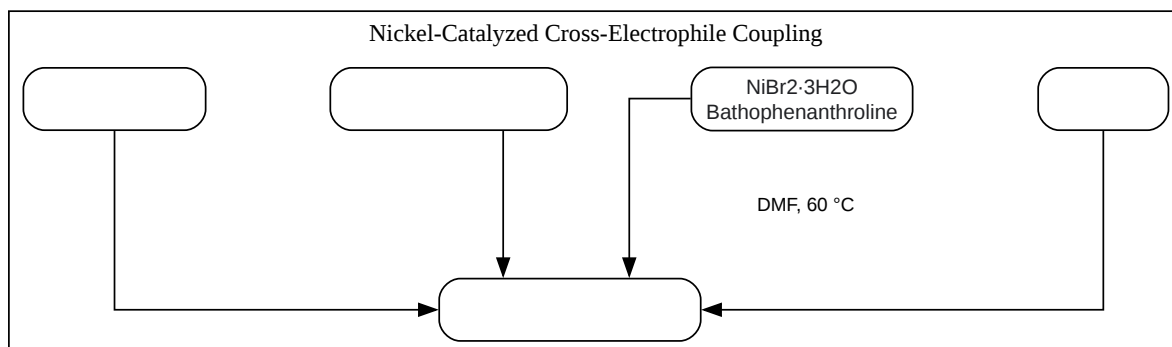 Nickel-Catalyzed Cross-Electrophile Coupling
NiBr2·3H2O
Bathophenanthroline
DMF, 60 °C